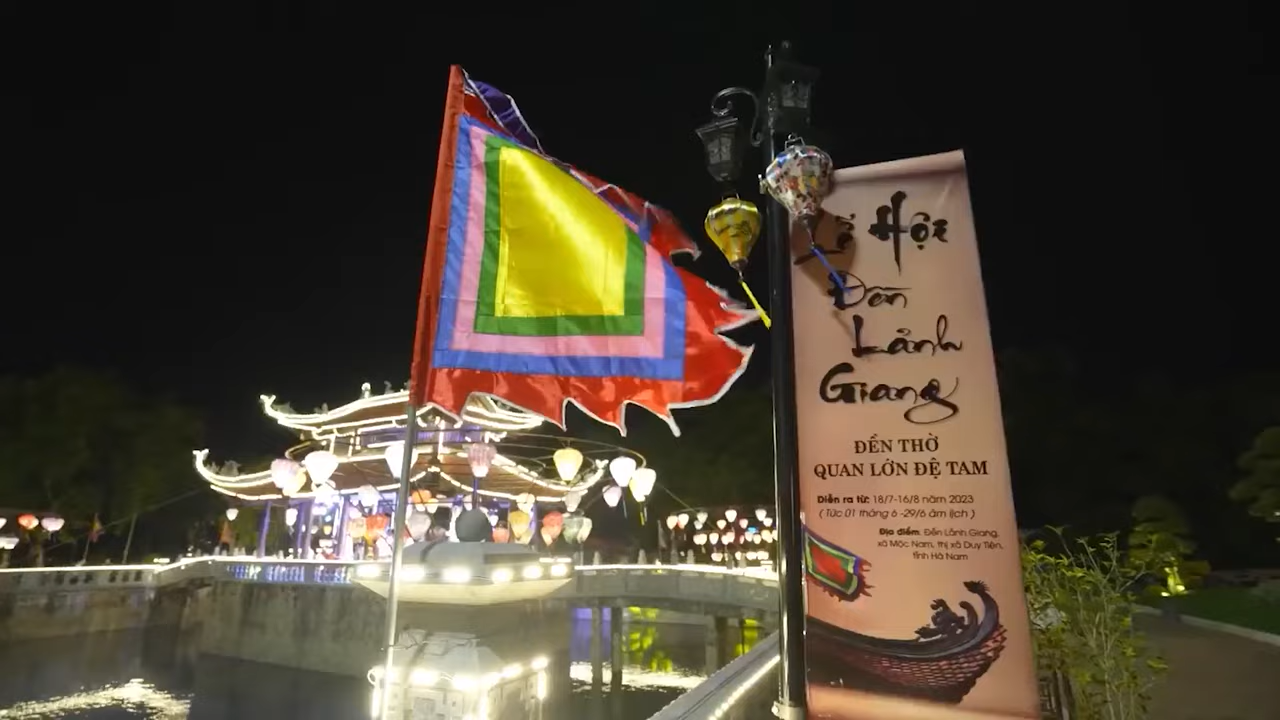 Lễ Hội
Đền
Lảnh
Giang
ĐỀN THỜ
QUAN LỚN ĐỆ TAM
Diễn ra từ: 18/7-16/8 năm 2023
( Tức 01 tháng 6 -29/6 âm lịch )
Địa điểm: Đền Lảnh Giang,
xã Mộc Nam, thị xã Duy Tiên,
tỉnh Hà Nam